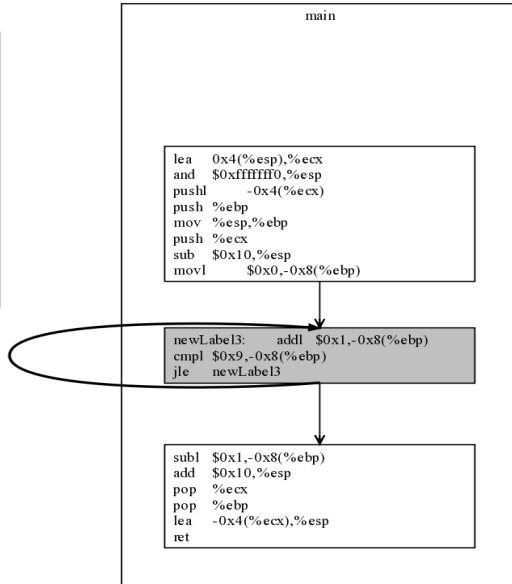 main
lea 0x4(%esp),%ecx
and $0xfffffff0,%esp
pushl -0x4(%ecx)
push %ebp
mov %esp,%ebp
push %ecx
sub $0x10,%esp
movl $0x0,-0x8(%ebp)
newLabel3: addl $0x1,-0x8(%ebp)
cmpl $0x9,-0x8(%ebp)
jle newLabel3
subl $0x1,-0x8(%ebp)
add $0x10,%esp
pop %ecx
pop %ebp
lea -0x4(%ecx),%esp
ret